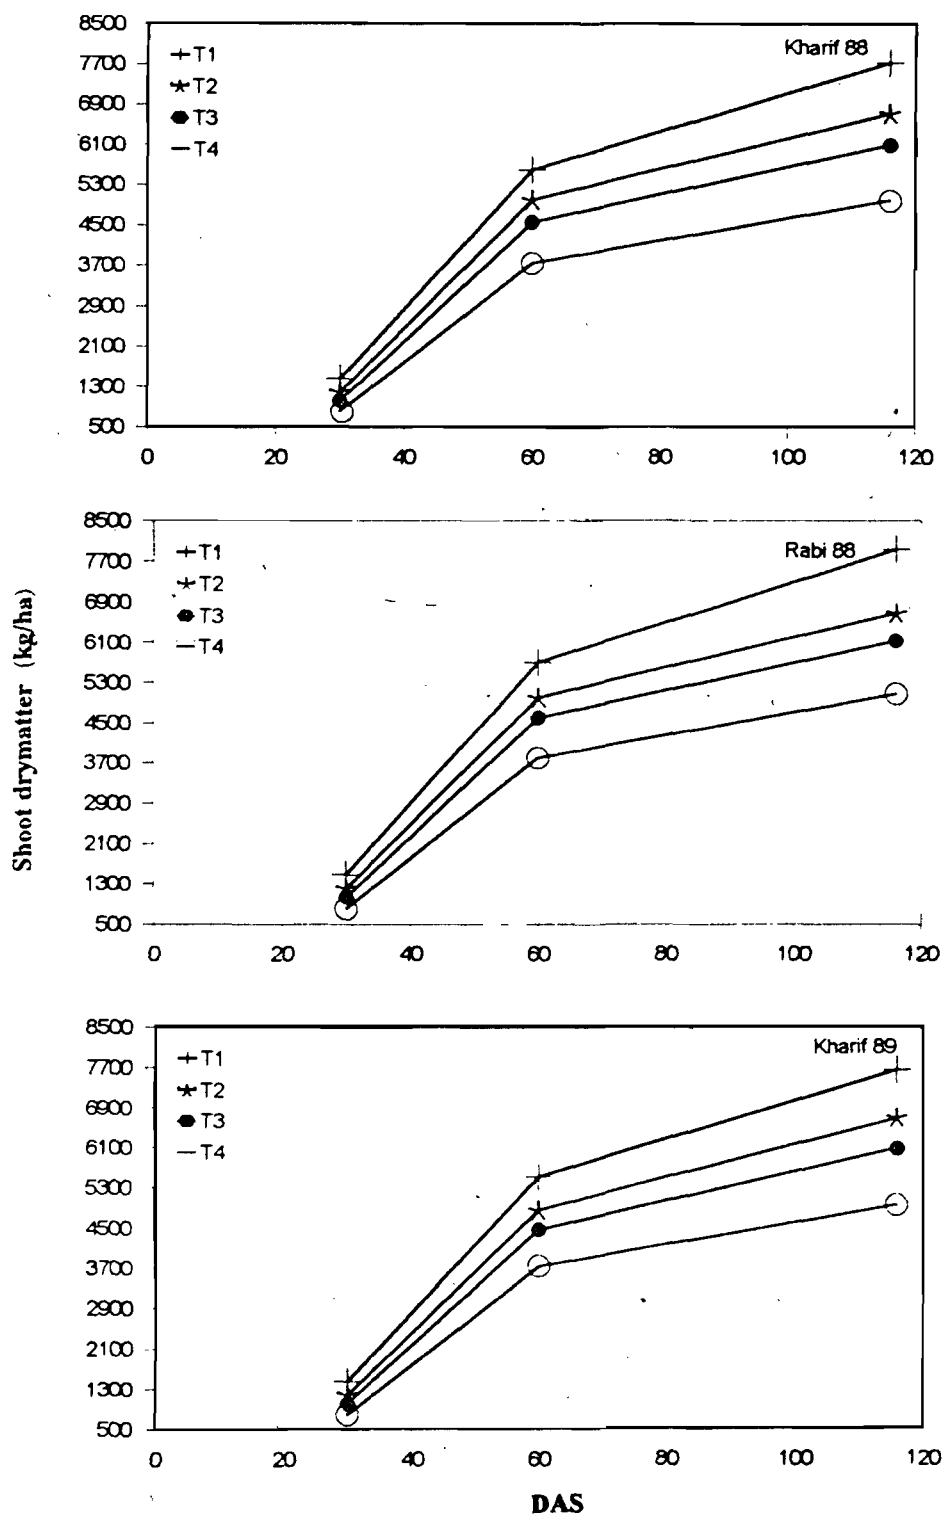 8500
Kharif 88
T1
7700
T2
6900
T3
6100
T4
5300
4500
3700
2900
2100
1300
500
0 20 40 60 80 100 120
8500
Rabi 88
T1
7700
T2
6900
T3
6100
T4
5300
4500
3700
2900
2100
1300
500
0 20 40 60 80 100 120
Shoot drymatter (kg/ha)
8500
Kharif 89
T1
7700
T2
6900
T3
6100
T4
5300
4500
3700
2900
2100
1300
500
0 20 40 60 80 100 120
DAS